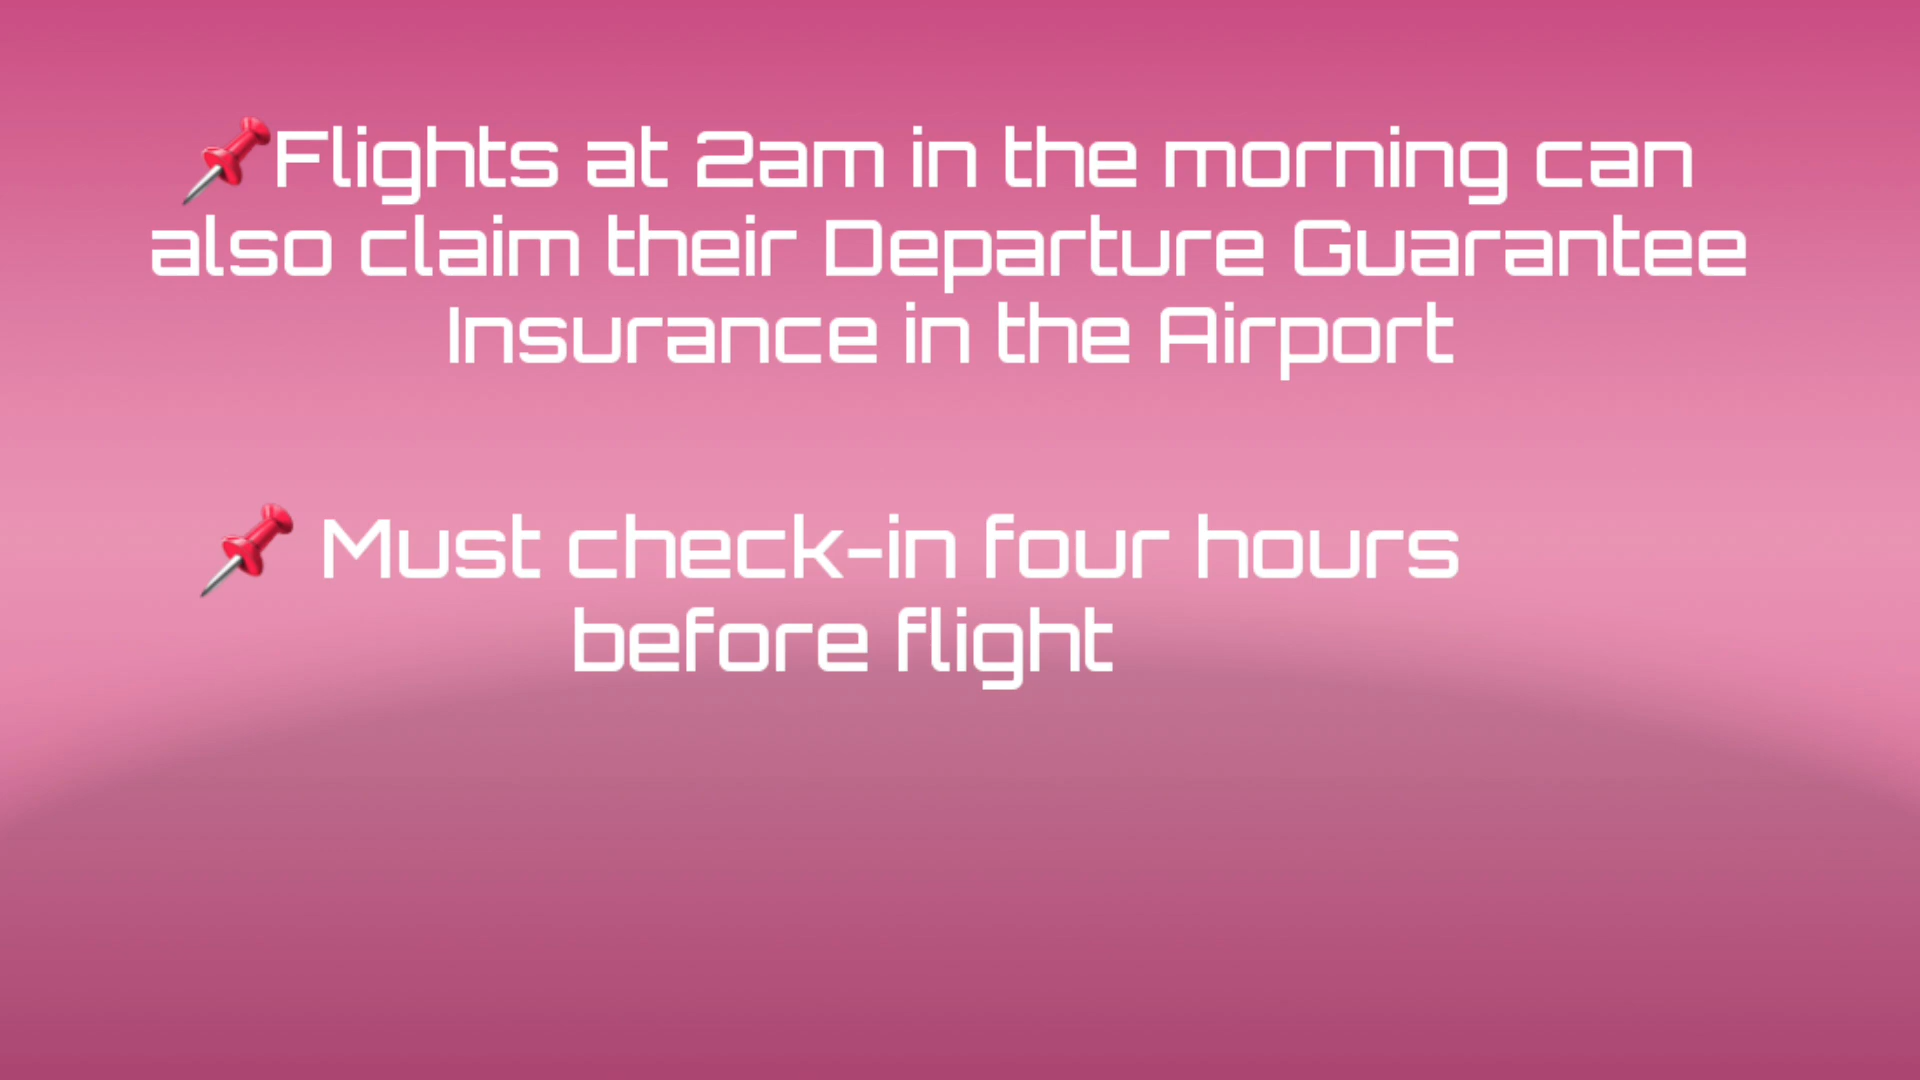 📌Flights at 2am in the morning can
also claim their Departure Guarantee
Insurance in the Airport
📌 Must check-in four hours
before flight